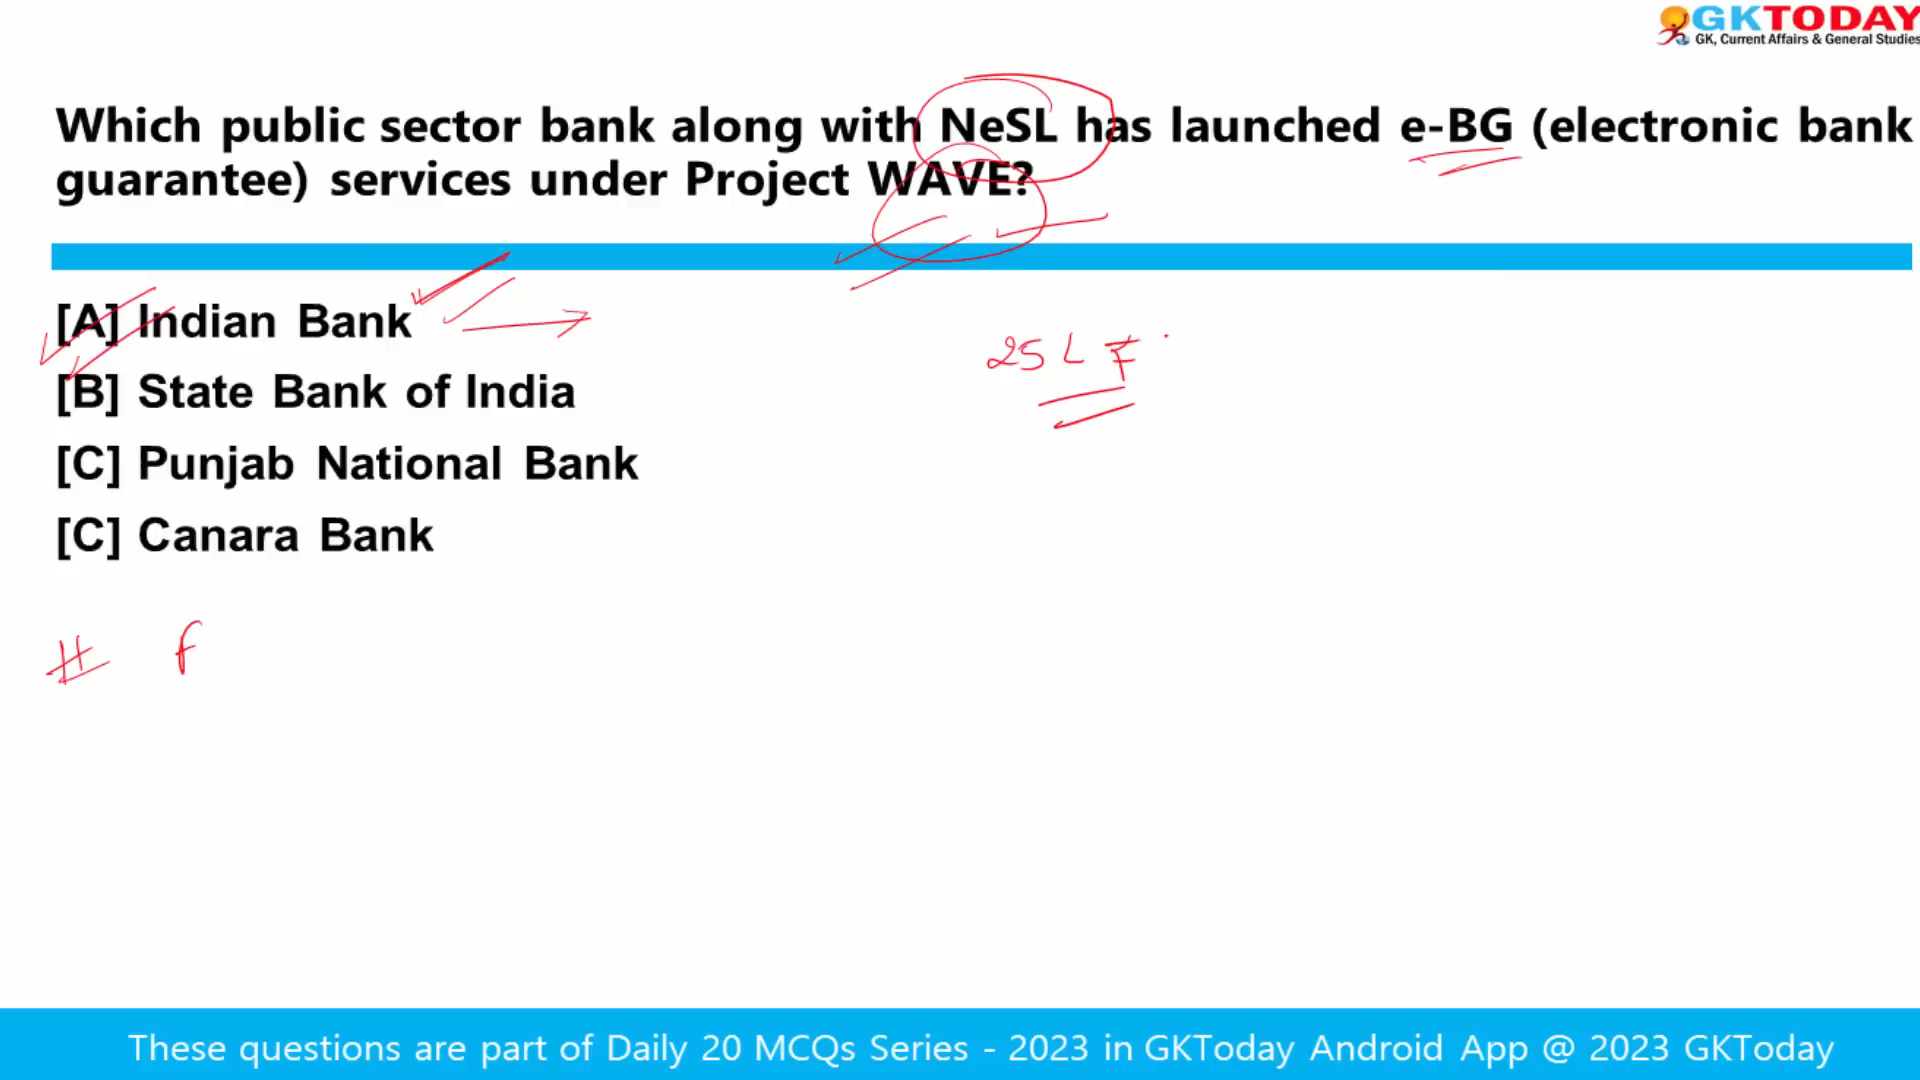 GKTODAY
GK, Current Affairs & General Studies
Which public sector bank along with NeSL has launched e-BG (electronic bank
guarantee) services under Project WAVE?
[A] Indian Bank
[B] State Bank of India
25 L ₹
[C] Punjab National Bank
[C] Canara Bank
# f
These questions are part of Daily 20 MCQs Series - 2023 in GKToday Android App @ 2023 GKToday